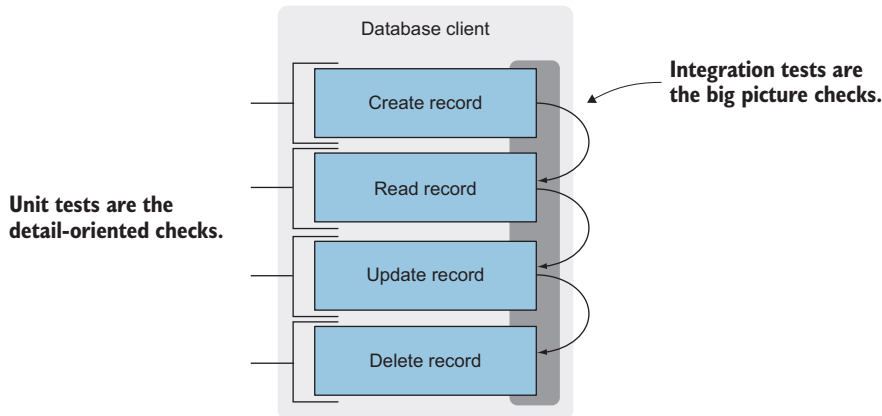 Database client
Create record
Integration tests are
the big picture checks.
Read record
Unit tests are the
detail-oriented checks.
Update record
Delete record